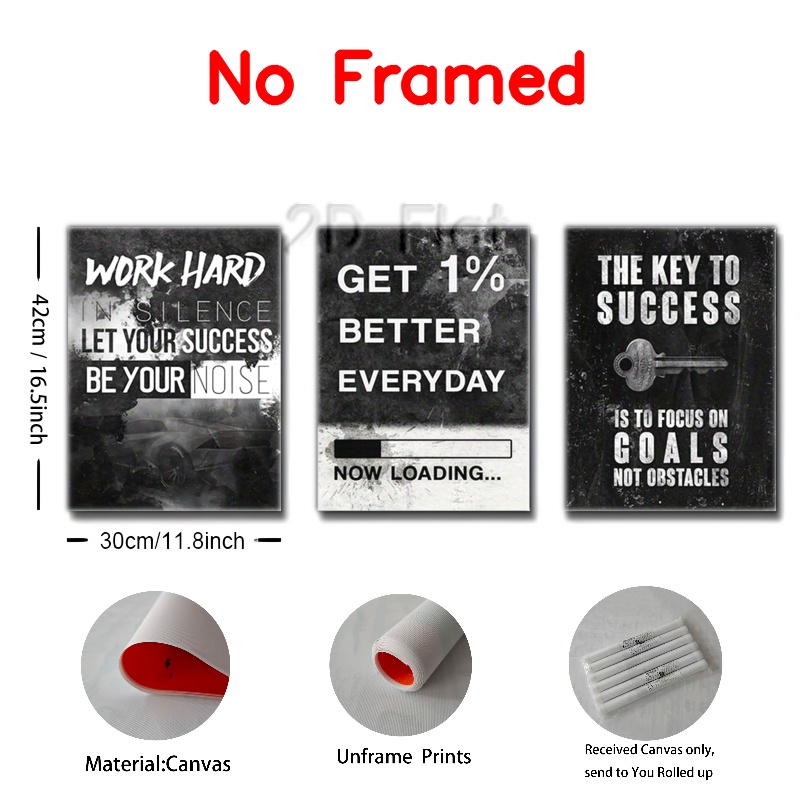 No Framed
2D Flat
WORK HARD
IN SILENCE
LET YOUR SUCCESS
BE YOUR NOISE
GET 1%
BETTER
EVERYDAY
NOW LOADING...
THE KEY TO
SUCCESS
IS TO FOCUS ON
GOALS
NOT OBSTACLES
42cm / 16.5inch
30cm/11.8inch
Material:Canvas
Unframe Prints
Received Canvas only,
send to You Rolled up